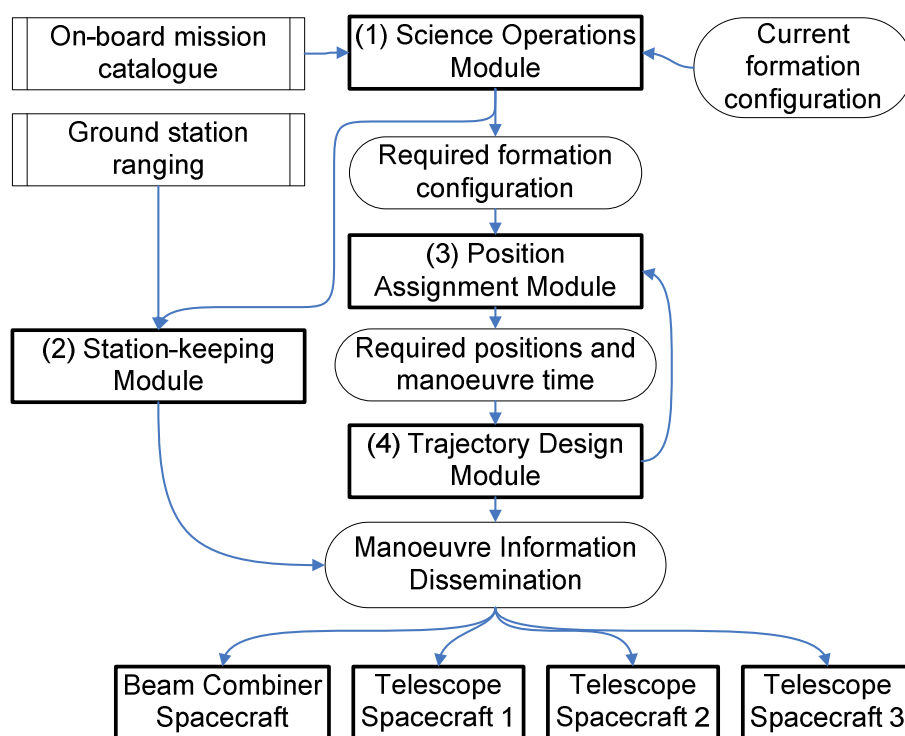 On-board mission
catalogue
(1) Science Operations
Module
Current
formation
configuration
Ground station
ranging
Required formation
configuration
(3) Position
Assignment Module
(2) Station-keeping
Module
Required positions and
manoeuvre time
(4) Trajectory Design
Module
Manoeuvre Information
Dissemination
Beam Combiner
Spacecraft
Telescope
Spacecraft 1
Telescope
Spacecraft 2
Telescope
Spacecraft 3